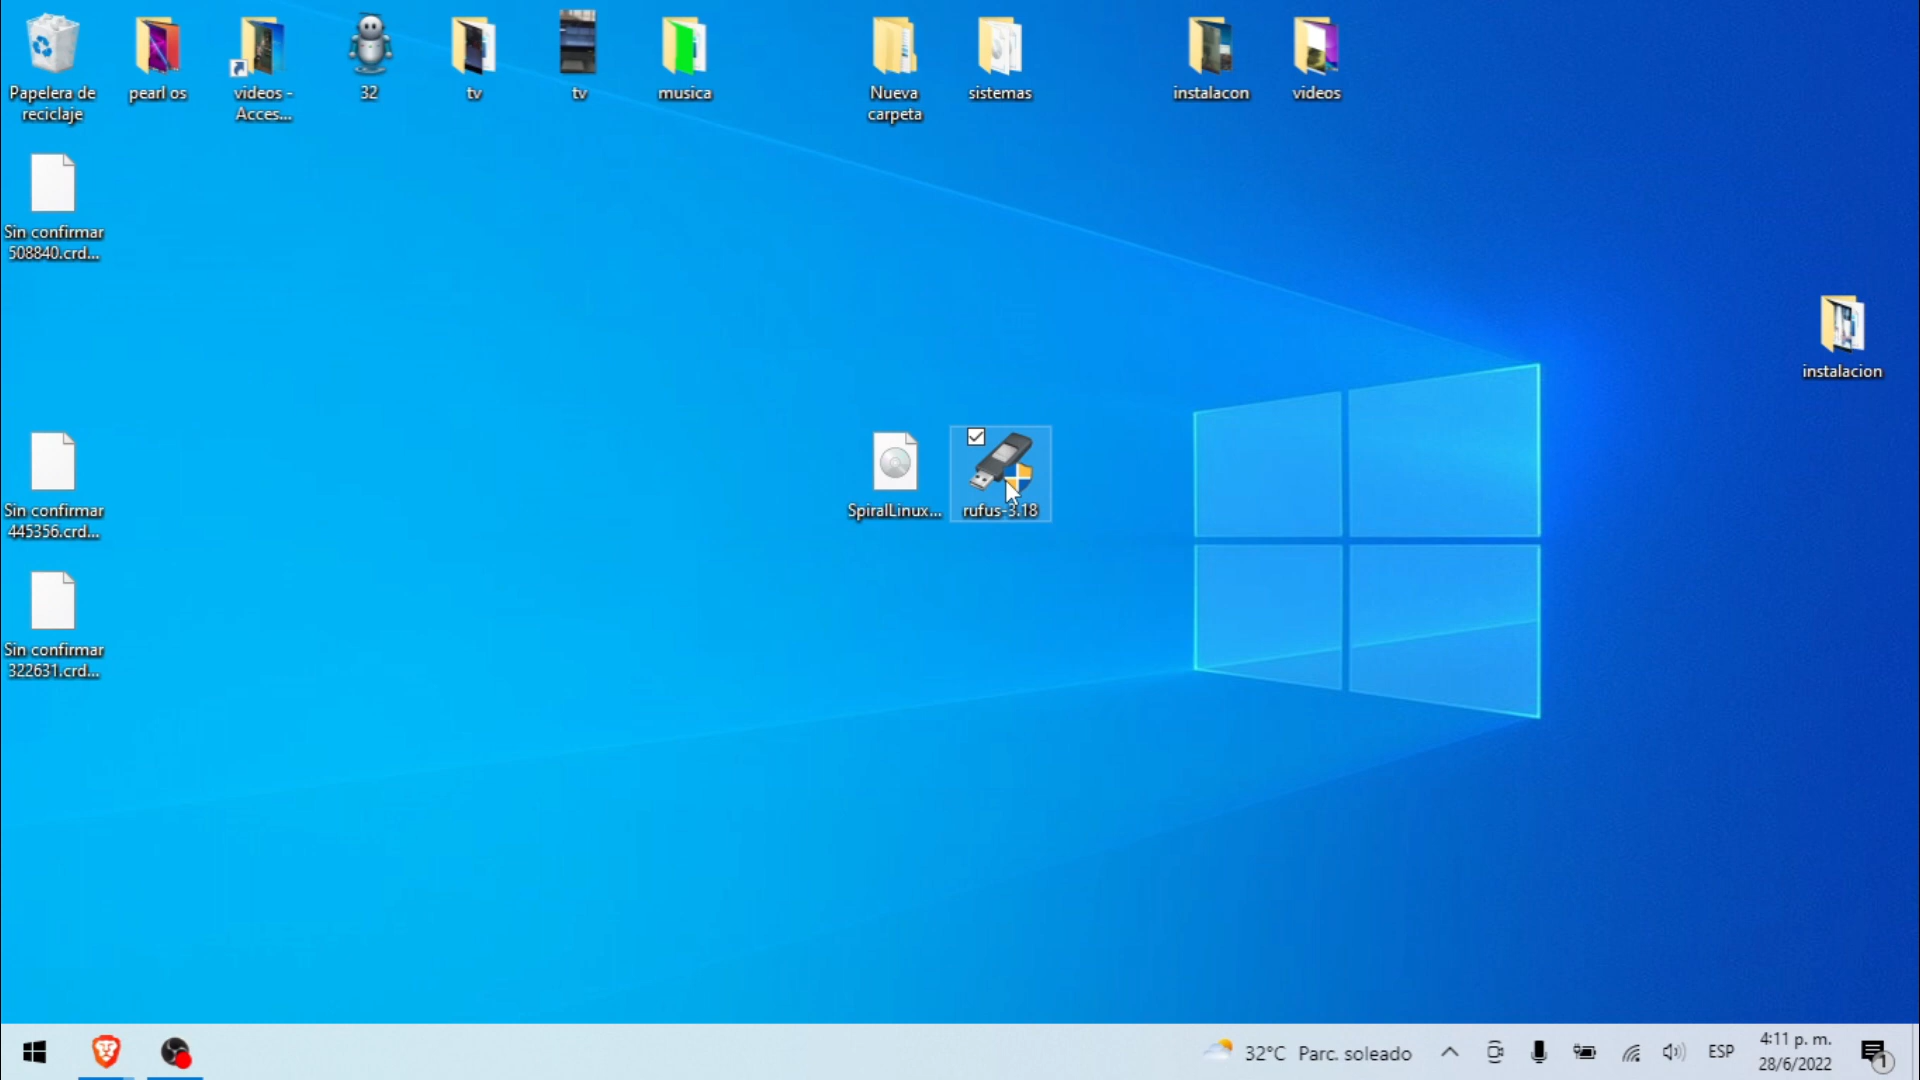 Papelera de
reciclaje
pearl os
videos -
Acces...
32
tv
tv
musica
Nueva
carpeta
sistemas
instalacon
videos
Sin confirmar
508840.crd...
instalacion
Sin confirmar
445356.crd...
SpiralLinux...
rufus-3.18
Sin confirmar
322631.crd...
32°C Parc. soleado
ESP
4:11 p. m.
28/6/2022
1